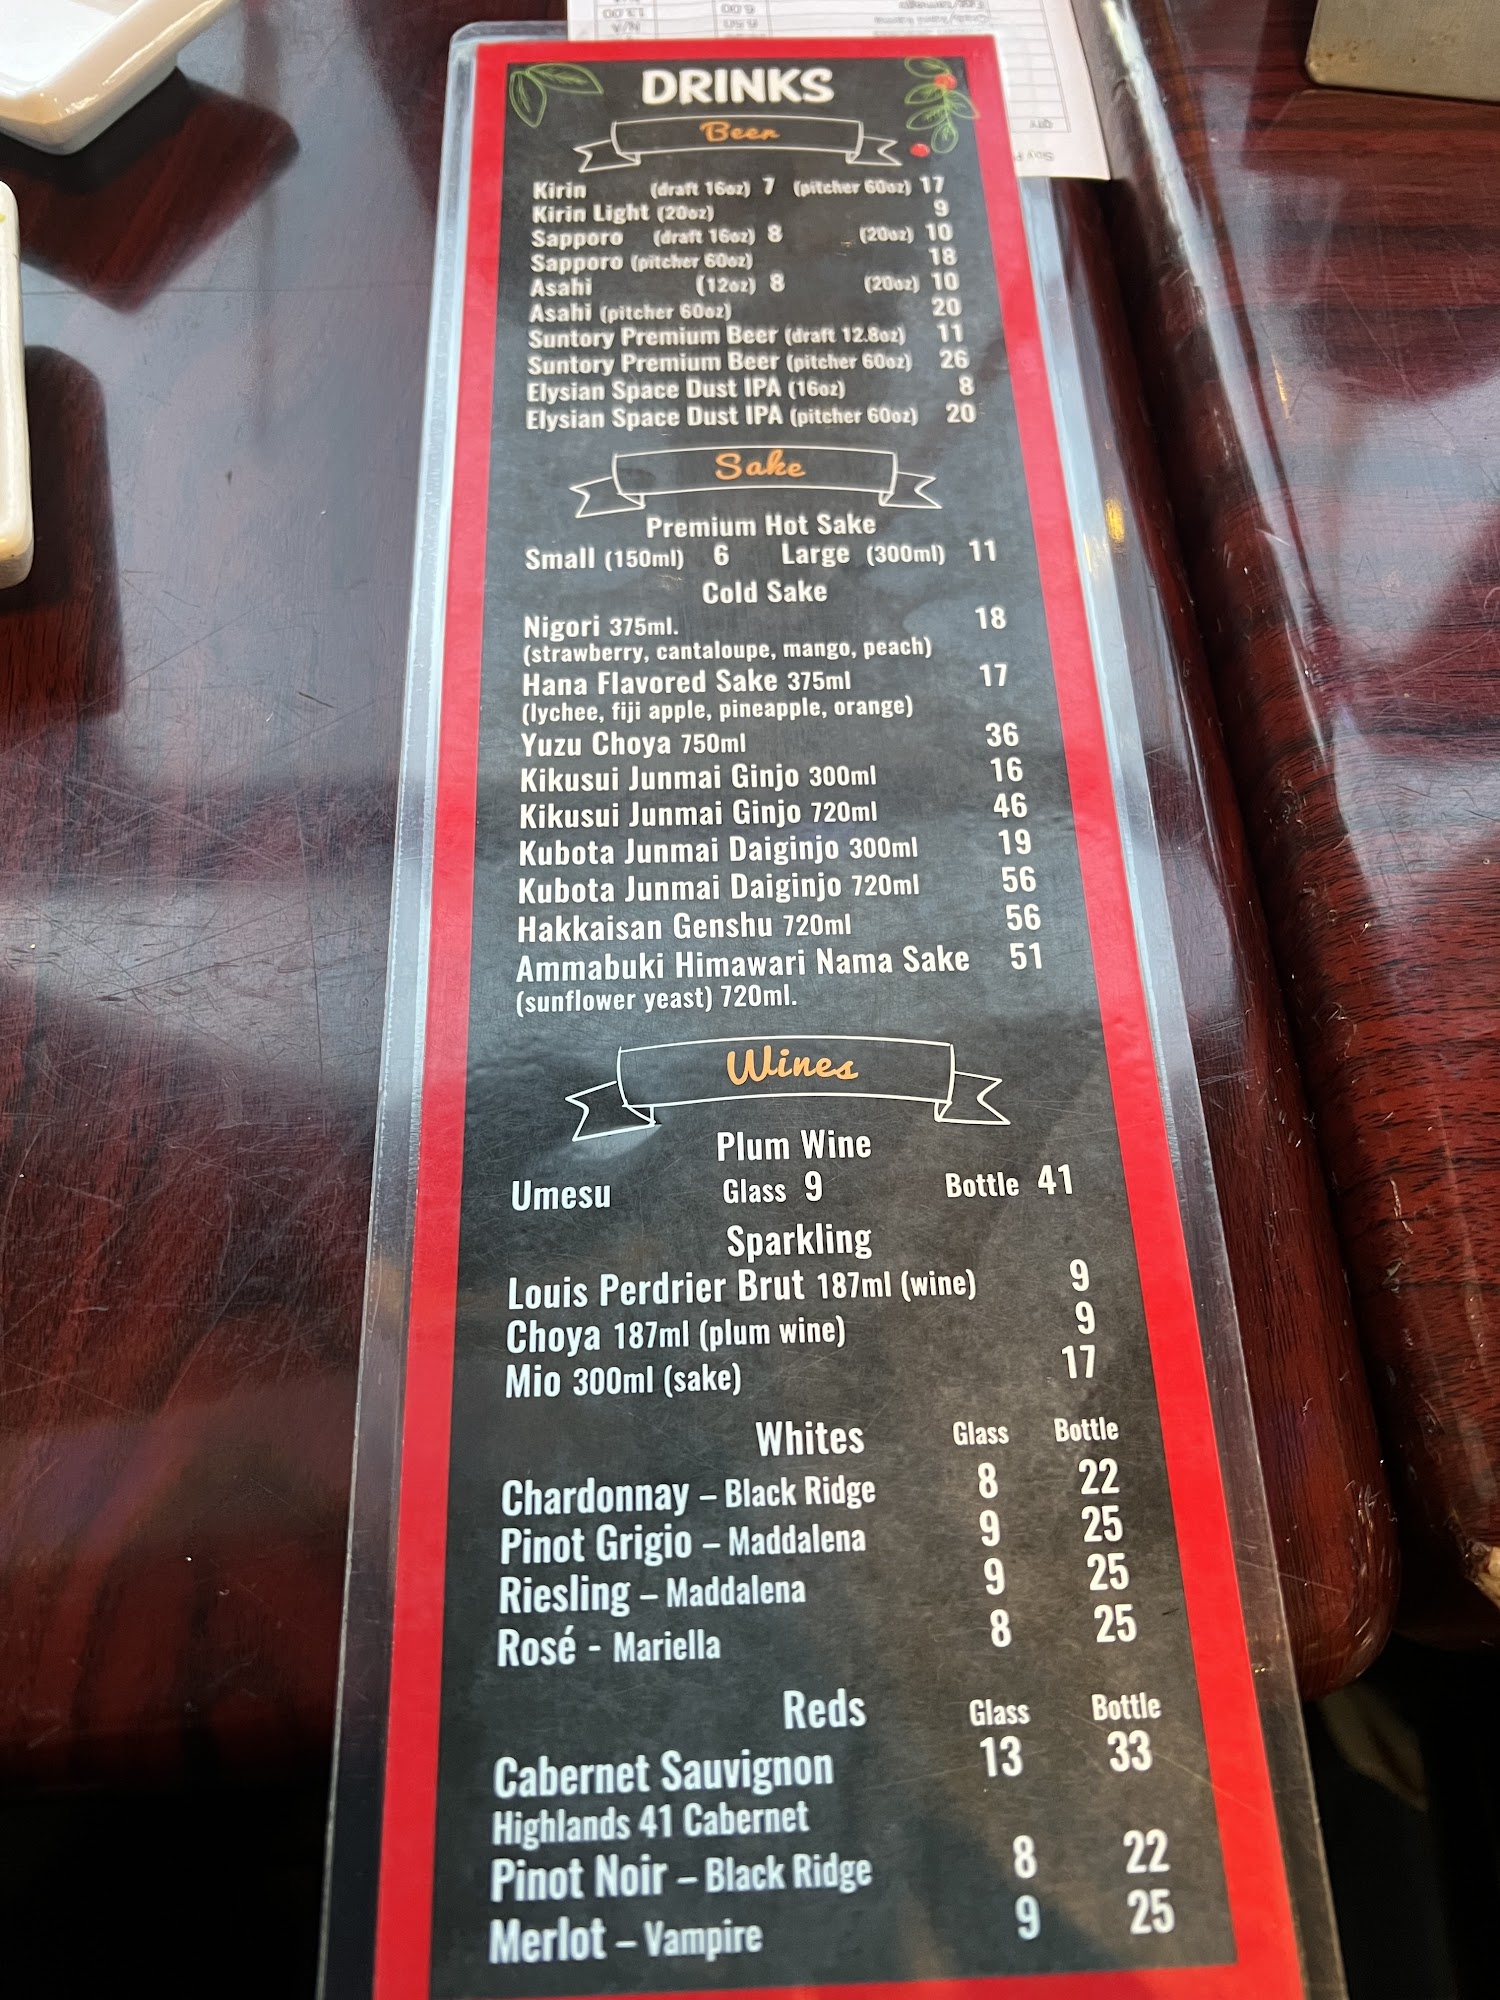 DRINKS
Beer
Kirin (draft 16oz) 7 (pitcher 60oz) 17
Kirin Light (20oz) 9
Sapporo (draft 16oz) 8 (20oz) 10
Sapporo (pitcher 60oz) 18
Asahi (12oz) 8 (20oz) 10
Asahi (pitcher 60oz) 20
Suntory Premium Beer (draft 12.8oz) 11
Suntory Premium Beer (pitcher 60oz) 26
Elysian Space Dust IPA (16oz) 8
Elysian Space Dust IPA (pitcher 60oz) 20
Sake
Premium Hot Sake
Small (150ml) 6 Large (300ml) 11
Cold Sake
Nigori 375ml. 18
(strawberry, cantaloupe, mango, peach)
Hana Flavored Sake 375ml 17
(lychee, fiji apple, pineapple, orange)
Yuzu Choya 750ml 36
Kikusui Junmai Ginjo 300ml 16
Kikusui Junmai Ginjo 720ml 46
Kubota Junmai Daiginjo 300ml 19
Kubota Junmai Daiginjo 720ml 56
Hakkaisan Genshu 720ml 56
Ammabuki Himawari Nama Sake 51
(sunflower yeast) 720ml.
Wines
Plum Wine
Umesu Glass 9 Bottle 41
Sparkling
Louis Perdrier Brut 187ml (wine) 9
Choya 187ml (plum wine) 9
Mio 300ml (sake) 17
Whites Glass Bottle
Chardonnay – Black Ridge 8 22
Pinot Grigio – Maddalena 9 25
Riesling – Maddalena 9 25
Rosé - Mariella 8 25
Reds Glass Bottle
Cabernet Sauvignon 13 33
Highlands 41 Cabernet
Pinot Noir – Black Ridge 8 22
Merlot – Vampire 9 25
N/A
13.00
6.00
6.50
QTY
Soy